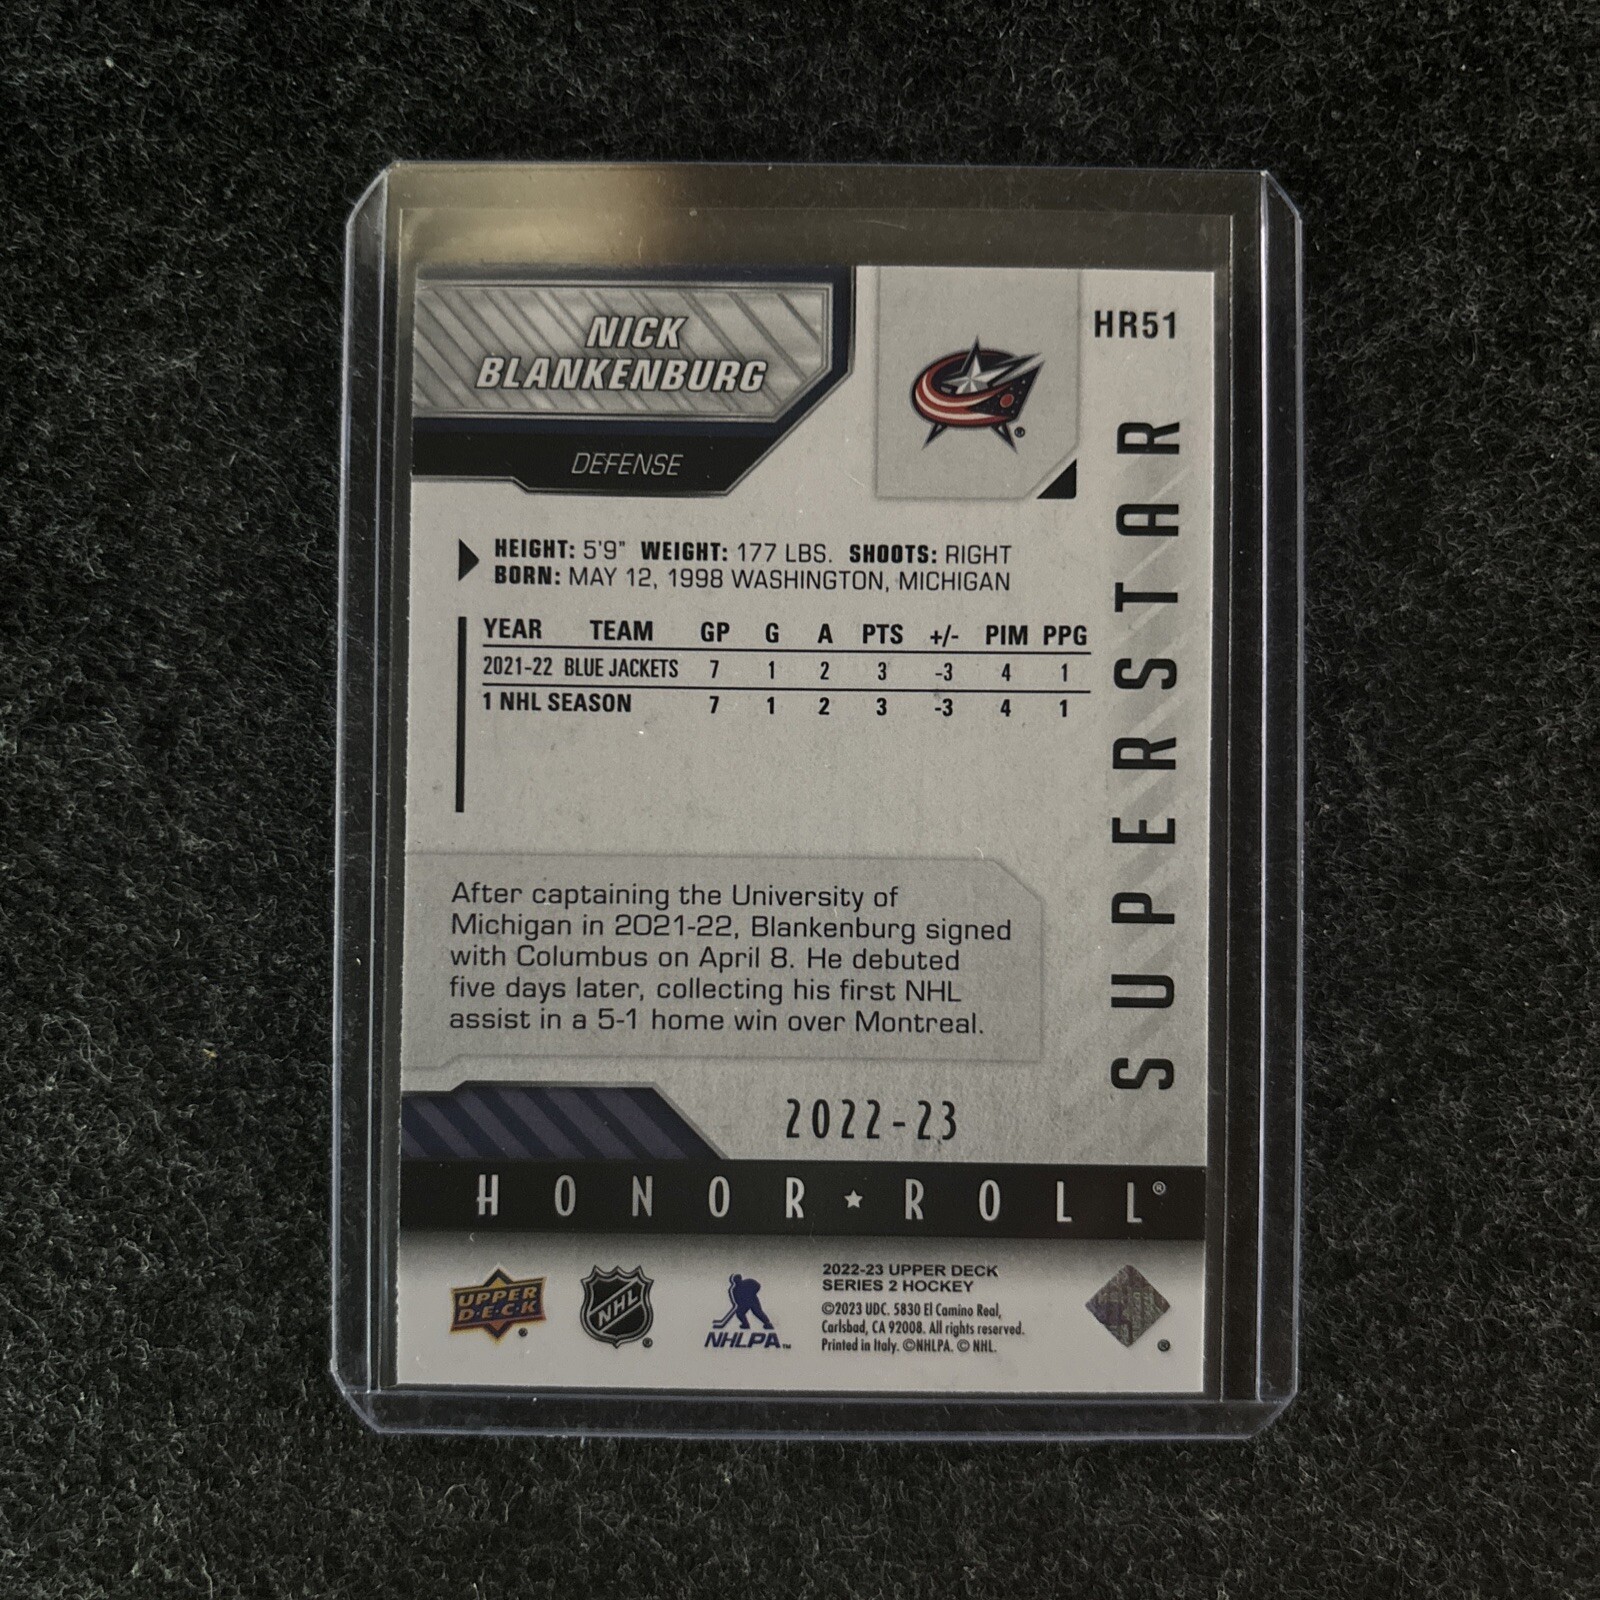 NICK
BLANKENBURG
DEFENSE
HR51
SUPERSTAR
HEIGHT: 5'9" WEIGHT: 177 LBS. SHOOTS: RIGHT
BORN: MAY 12, 1998 WASHINGTON, MICHIGAN
YEAR TEAM GP G A PTS +/- PIM PPG
2021-22 BLUE JACKETS 7 1 2 3 -3 4 1
1 NHL SEASON 7 1 2 3 -3 4 1
After captaining the University of
Michigan in 2021-22, Blankenburg signed
with Columbus on April 8. He debuted
five days later, collecting his first NHL
assist in a 5-1 home win over Montreal.
2022-23
HONOR★ROLL®
UPPER
D·E·C·K®
NHL®
NHLPA™
2022-23 UPPER DECK
SERIES 2 HOCKEY
©2023 UDC. 5830 El Camino Real,
Carlsbad, CA 92008. All rights reserved.
Printed in Italy. ©NHLPA. © NHL.